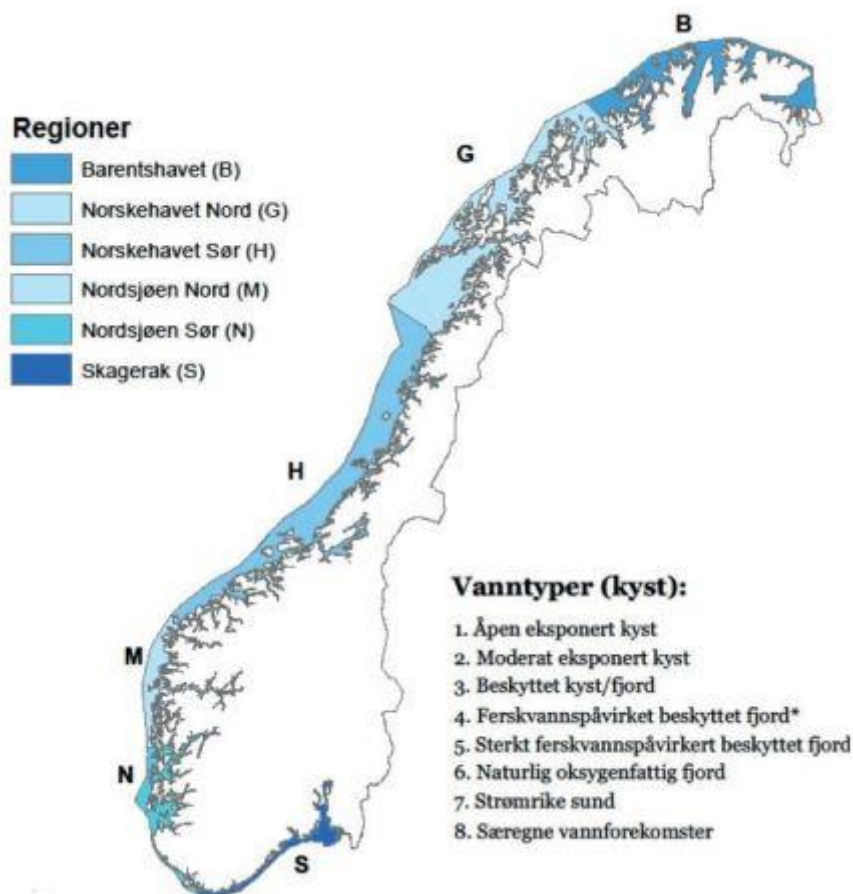 B
Regioner
Barentshavet (B)
Norskehavet Nord (G)
Norskehavet Sør (H)
Nordsjøen Nord (M)
Nordsjøen Sør (N)
Skagerak (S)
G
H
M
N
S
Vanntyper (kyst):
1. Åpen eksponert kyst
2. Moderat eksponert kyst
3. Beskyttet kyst/fjord
4. Ferskvannspåvirket beskyttet fjord*
5. Sterkt ferskvannspåvirkert beskyttet fjord
6. Naturlig oksygenfattig fjord
7. Strømrike sund
8. Særegne vannforekomster